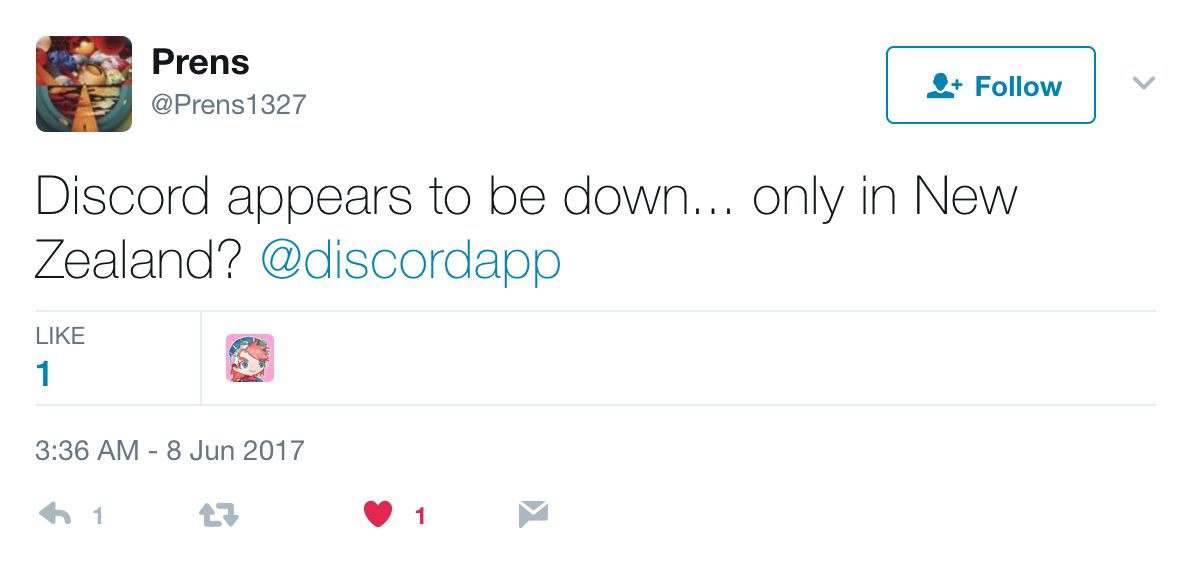 Prens
@Prens1327
Follow
Discord appears to be down... only in New
Zealand? @discordapp
LIKE
1
3:36 AM - 8 Jun 2017
1
1